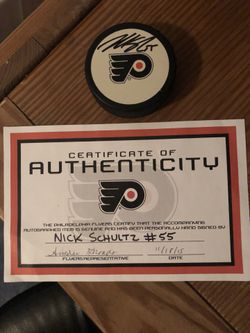 CERTIFICATE OF
AUTHENTICITY
THE PHILADELPHIA FLYERS CERTIFY THAT THE ACCOMPANYING
AUTOGRAPHED ITEM IS GENUINE AND HAS BEEN PERSONALLY HAND SIGNED BY
NICK SCHULTZ #55
FLYERS REPRESENTATIVE DATE